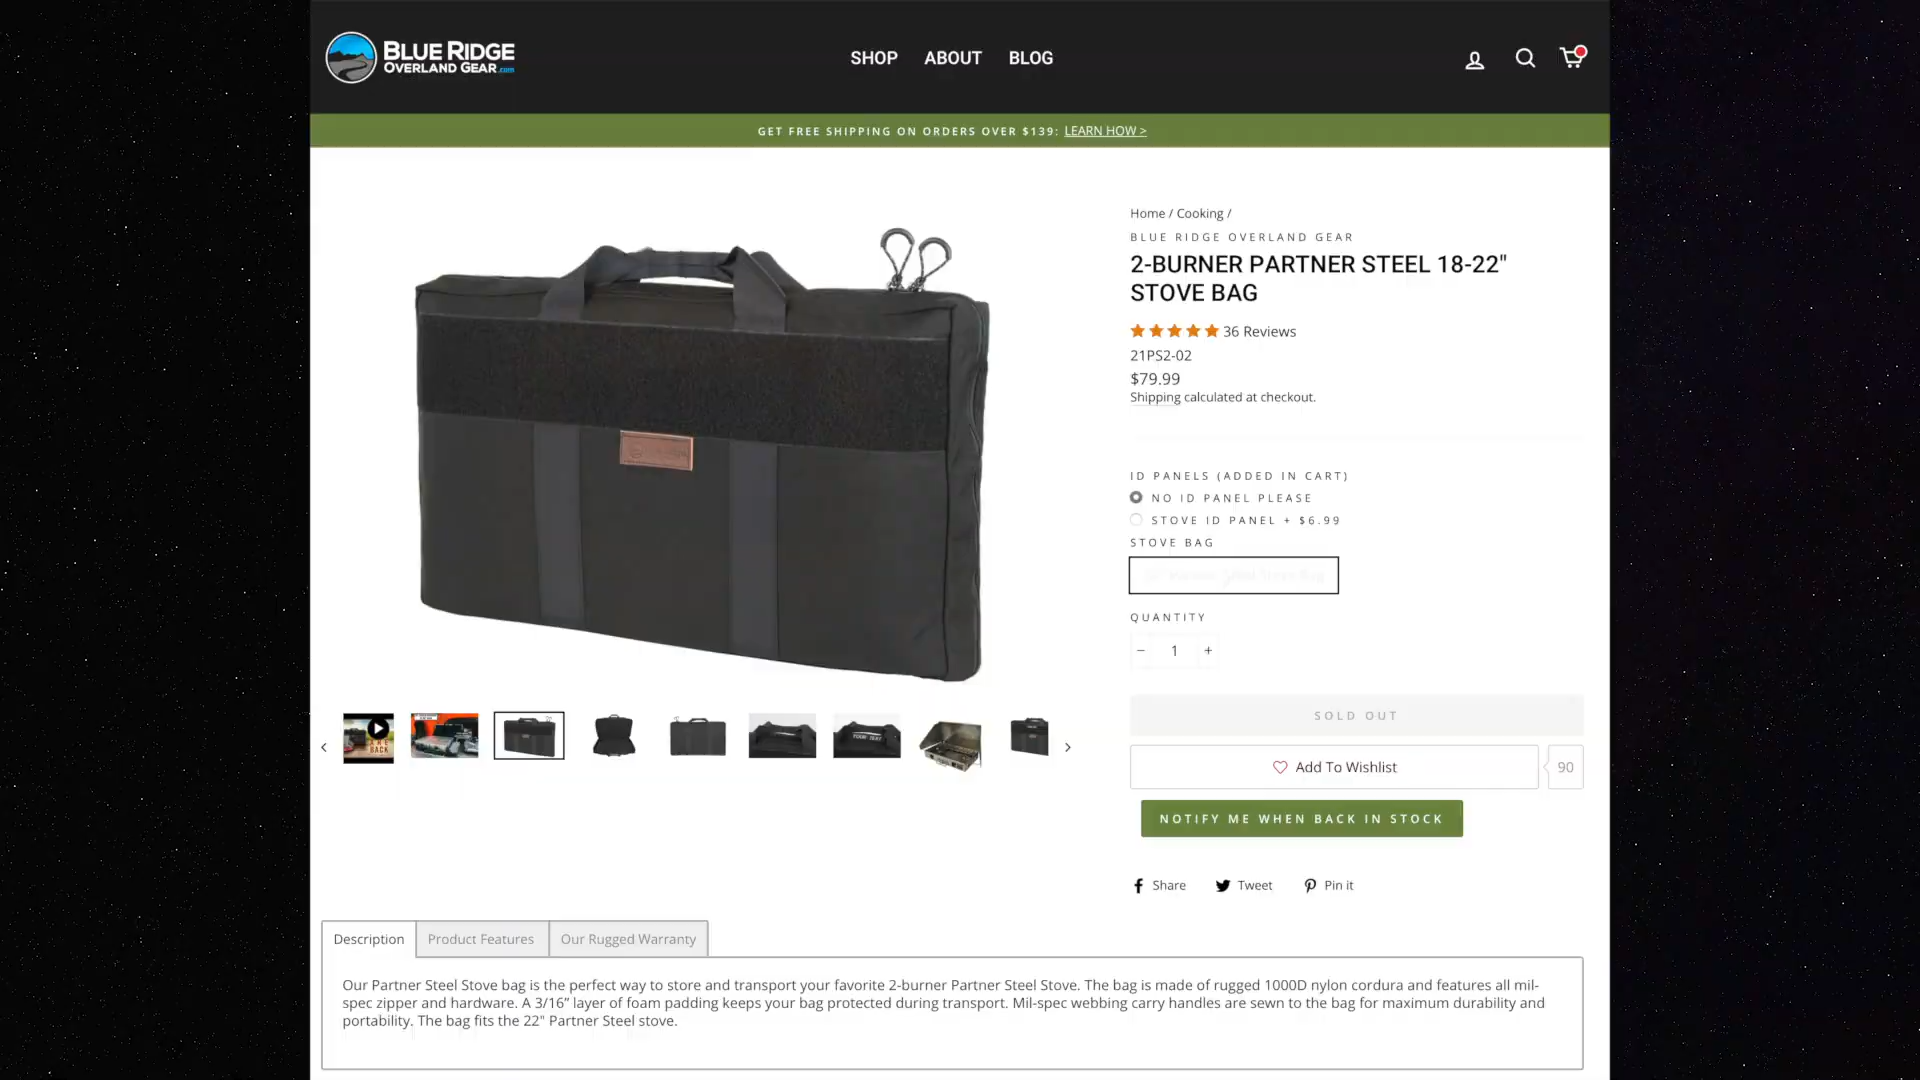 BLUE RIDGE
OVERLAND GEAR.com
SHOP ABOUT BLOG
GET FREE SHIPPING ON ORDERS OVER $139: LEARN HOW >
Home / Cooking /
BLUE RIDGE OVERLAND GEAR
2-BURNER PARTNER STEEL 18-22"
STOVE BAG
36 Reviews
21PS2-02
$79.99
Shipping calculated at checkout.
ID PANELS (ADDED IN CART)
NO ID PANEL PLEASE
STOVE ID PANEL + $6.99
STOVE BAG
QUANTITY
− 1 +
SOLD OUT
Add To Wishlist 90
NOTIFY ME WHEN BACK IN STOCK
Share Tweet Pin it
Description Product Features Our Rugged Warranty
Our Partner Steel Stove bag is the perfect way to store and transport your favorite 2-burner Partner Steel Stove. The bag is made of rugged 1000D nylon cordura and features all mil-
spec zipper and hardware. A 3/16” layer of foam padding keeps your bag protected during transport. Mil-spec webbing carry handles are sewn to the bag for maximum durability and
portability. The bag fits the 22" Partner Steel stove.